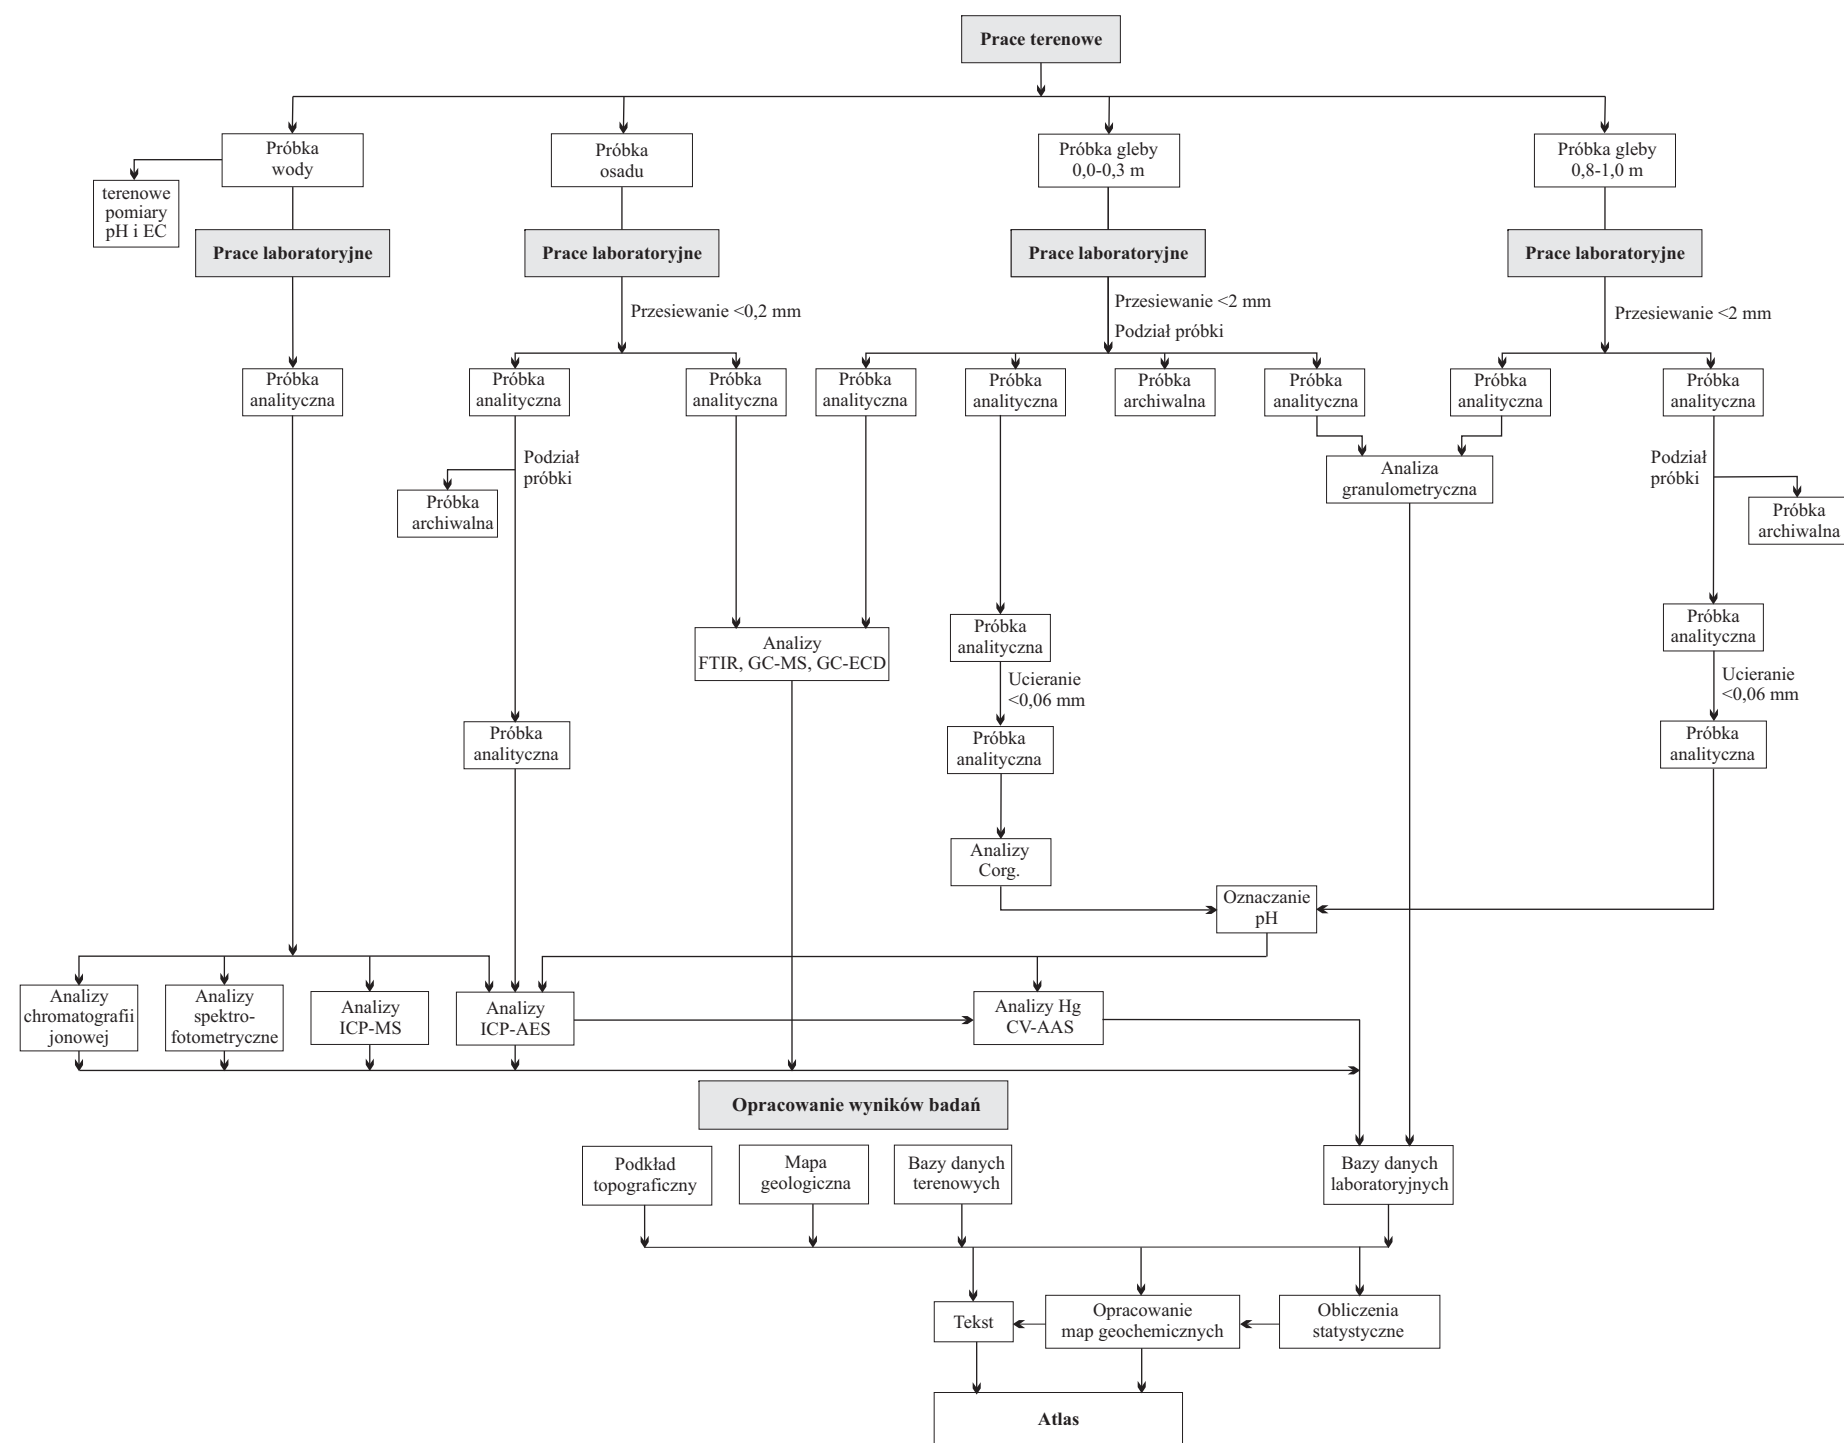 Prace terenowe
Próbka
wody
Próbka
osadu
Próbka gleby
0,0-0,3 m
Próbka gleby
0,8-1,0 m
terenowe
pomiary
pH i EC
Prace laboratoryjne
Prace laboratoryjne
Prace laboratoryjne
Prace laboratoryjne
Przesiewanie <0,2 mm
Przesiewanie <2 mm
Podział próbki
Przesiewanie <2 mm
Próbka
analityczna
Próbka
analityczna
Próbka
analityczna
Próbka
analityczna
Próbka
analityczna
Próbka
archiwalna
Próbka
analityczna
Próbka
analityczna
Próbka
analityczna
Podział
próbki
Próbka
archiwalna
Analiza
granulometryczna
Podział
próbki
Próbka
archiwalna
Analizy
FTIR, GC-MS, GC-ECD
Próbka
analityczna
Próbka
analityczna
Ucieranie
<0,06 mm
Ucieranie
<0,06 mm
Próbka
analityczna
Próbka
analityczna
Próbka
analityczna
Analizy
Corg.
Oznaczanie
pH
Analizy
chromatografii
jonowej
Analizy
spektro-
fotometryczne
Analizy
ICP-MS
Analizy
ICP-AES
Analizy Hg
CV-AAS
Opracowanie wyników badań
Podkład
topograficzny
Mapa
geologiczna
Bazy danych
terenowych
Bazy danych
laboratoryjnych
Tekst
Opracowanie
map geochemicznych
Obliczenia
statystyczne
Atlas